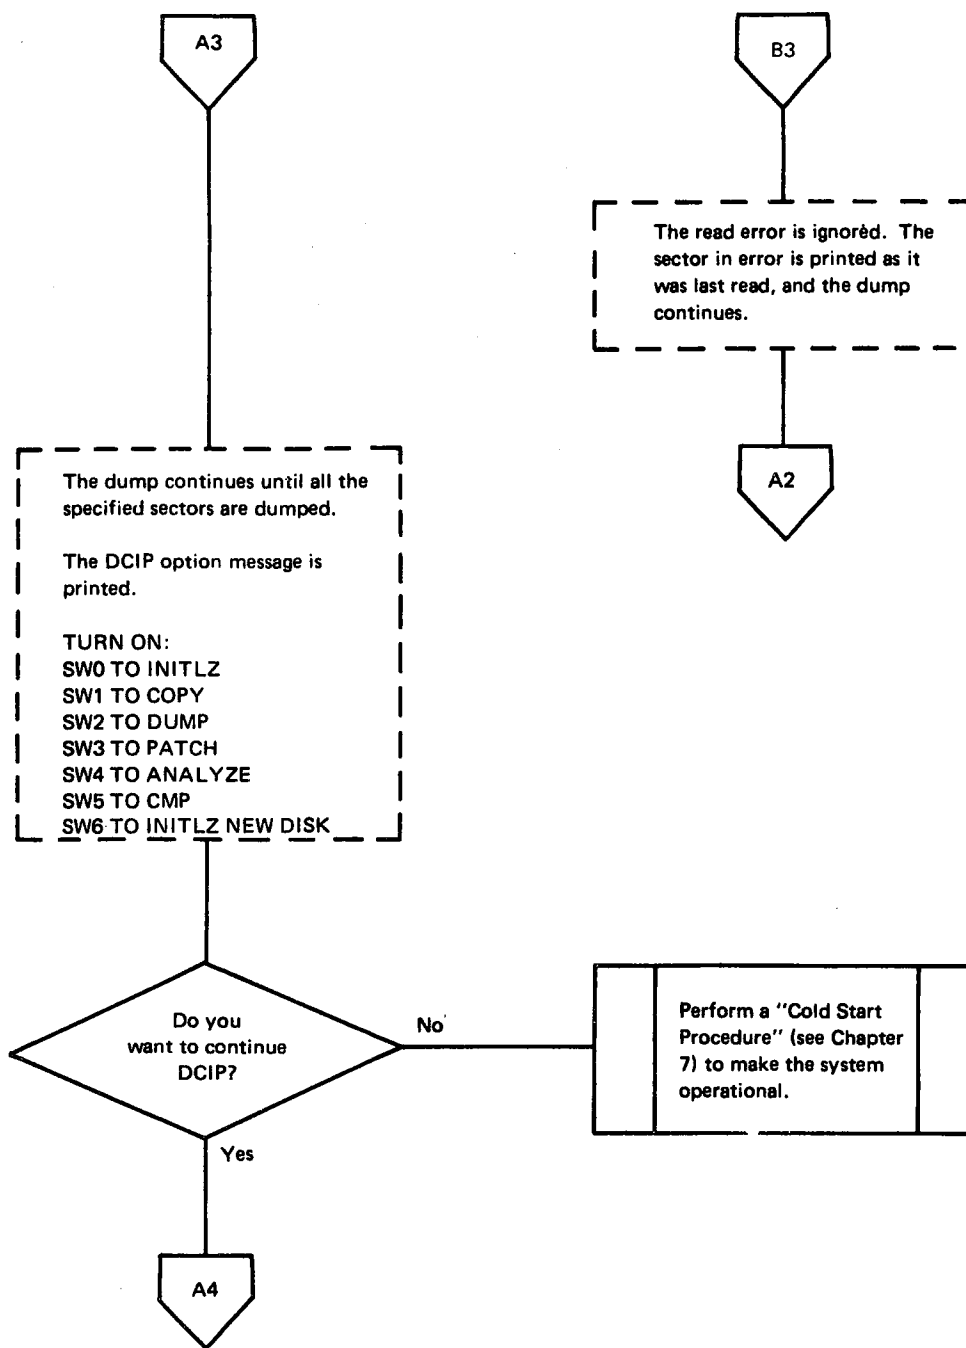 A3
The dump continues until all the
specified sectors are dumped.
The DCIP option message is
printed.
TURN ON:
SW0 TO INITLZ
SW1 TO COPY
SW2 TO DUMP
SW3 TO PATCH
SW4 TO ANALYZE
SW5 TO CMP
SW6 TO INITLZ NEW DISK
Do you
want to continue
DCIP?
No
Perform a "Cold Start
Procedure" (see Chapter
7) to make the system
operational.
Yes
A4
B3
The read error is ignored. The
sector in error is printed as it
was last read, and the dump
continues.
A2